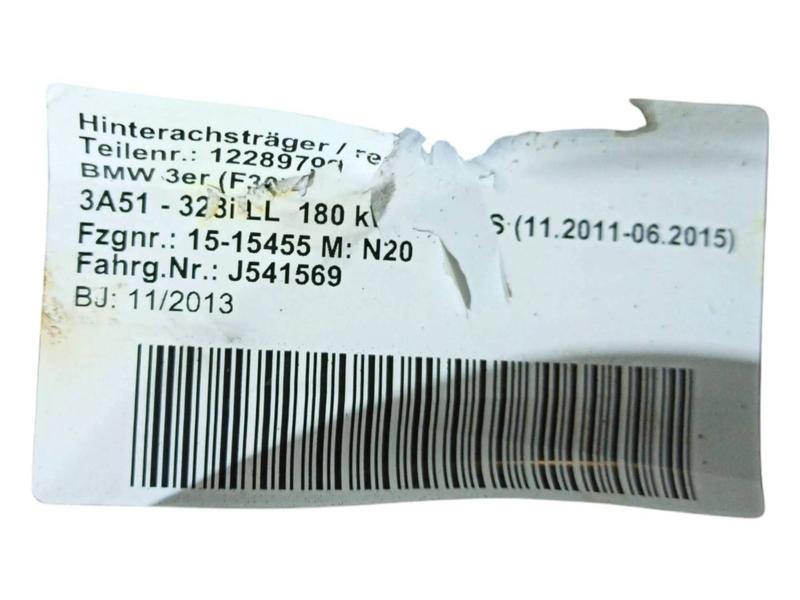 Hinterachsträger /
Teilenr.:
BMW 3er
3A51 - 328i LL 180 S (11.2011-06.2015)
Fzgnr.: 15-15455 M: N20
Fahrg.Nr.: J541569
BJ: 11/2013